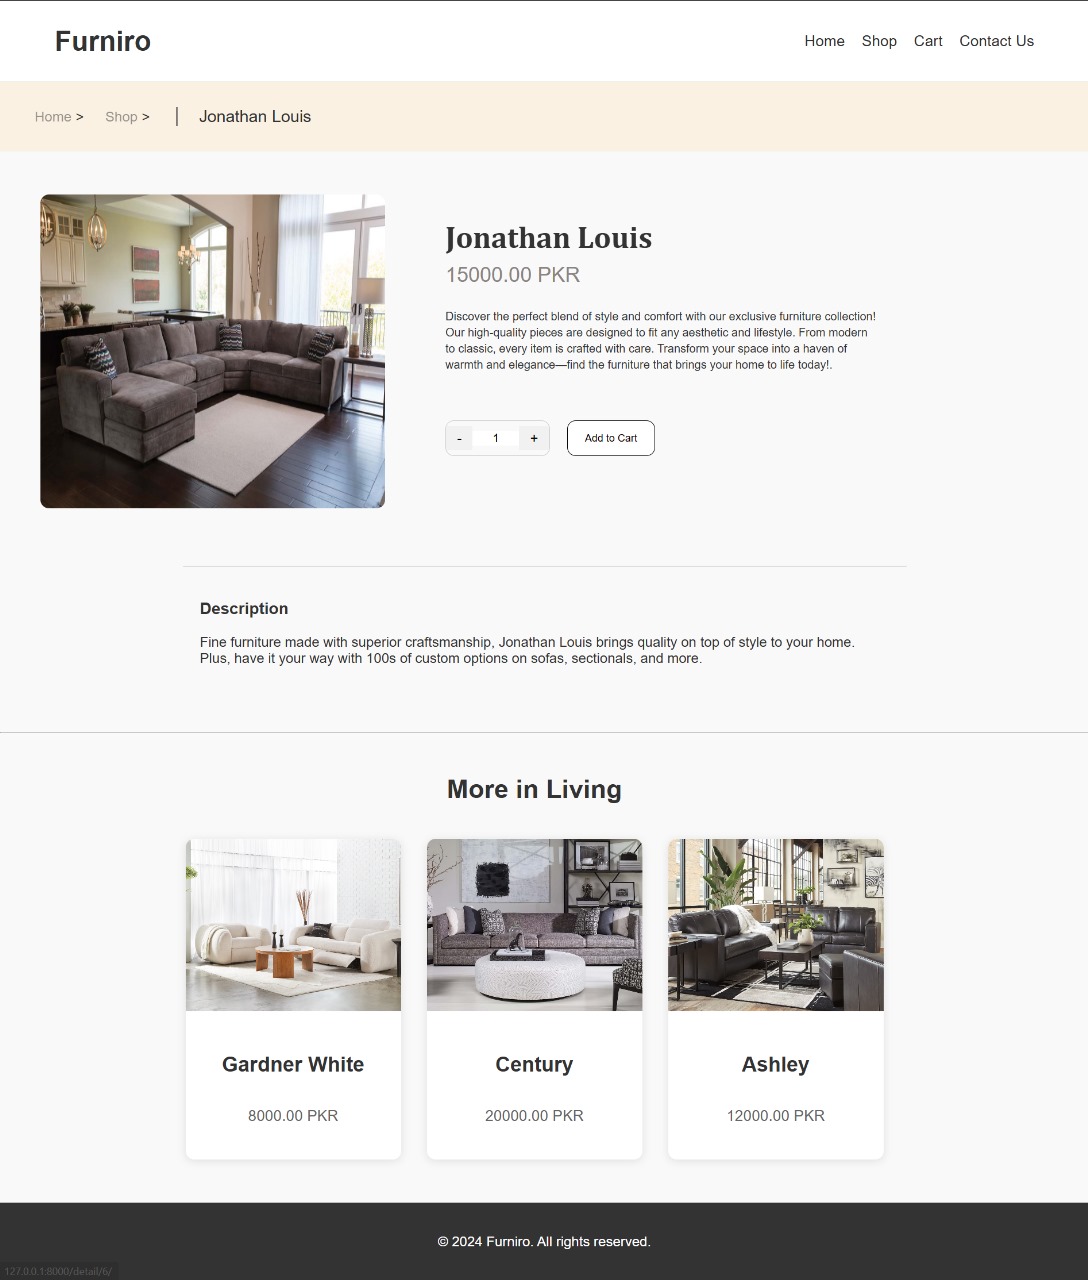 Furniro
Home Shop Cart Contact Us
Home > Shop > | Jonathan Louis
Jonathan Louis
15000.00 PKR
Discover the perfect blend of style and comfort with our exclusive furniture collection!
Our high-quality pieces are designed to fit any aesthetic and lifestyle. From modern
to classic, every item is crafted with care. Transform your space into a haven of
warmth and elegance—find the furniture that brings your home to life today!.
- 1 + Add to Cart
Description
Fine furniture made with superior craftsmanship, Jonathan Louis brings quality on top of style to your home.
Plus, have it your way with 100s of custom options on sofas, sectionals, and more.
More in Living
Gardner White
8000.00 PKR
Century
20000.00 PKR
Ashley
12000.00 PKR
© 2024 Furniro. All rights reserved.
127.0.0.1:8000/detail/6/